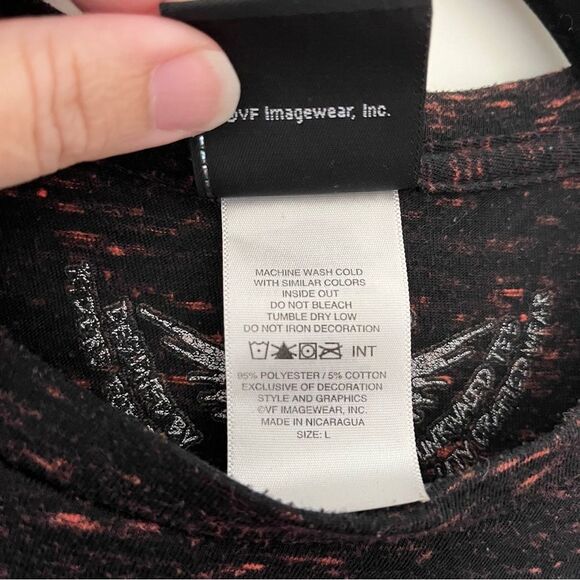 ©VF Imagewear, Inc.
MACHINE WASH COLD
WITH SIMILAR COLORS
INSIDE OUT
DO NOT BLEACH
TUMBLE DRY LOW
DO NOT IRON DECORATION
INT
95% POLYESTER / 5% COTTON
EXCLUSIVE OF DECORATION
STYLE AND GRAPHICS
©VF IMAGEWEAR, INC.
MADE IN NICARAGUA
SIZE: L